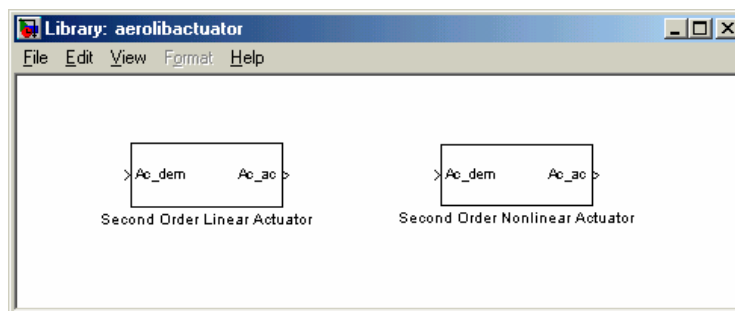 Library: aerolibactuator
File Edit View Format Help
Ac_dem Ac_ac Ac_dem Ac_ac
Second Order Linear Actuator Second Order Nonlinear Actuator